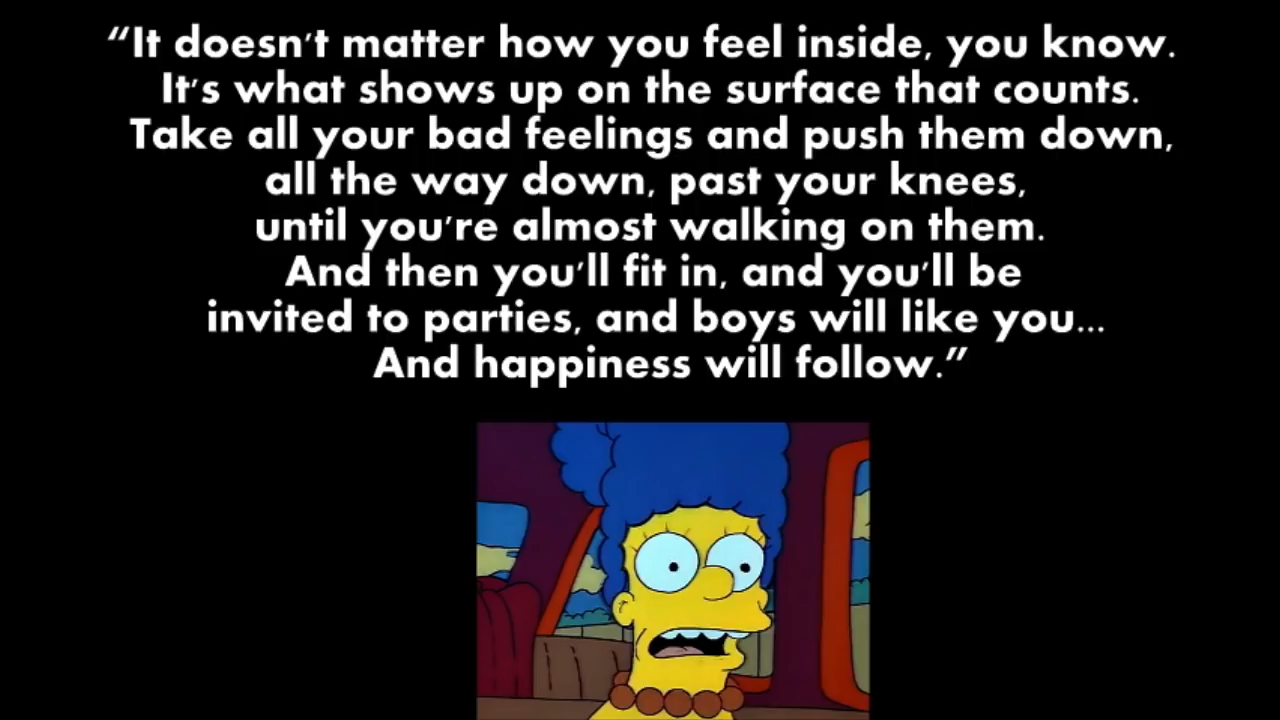 “It doesn't matter how you feel inside, you know.
It's what shows up on the surface that counts.
Take all your bad feelings and push them down,
all the way down, past your knees,
until you're almost walking on them.
And then you'll fit in, and you'll be
invited to parties, and boys will like you...
And happiness will follow.”